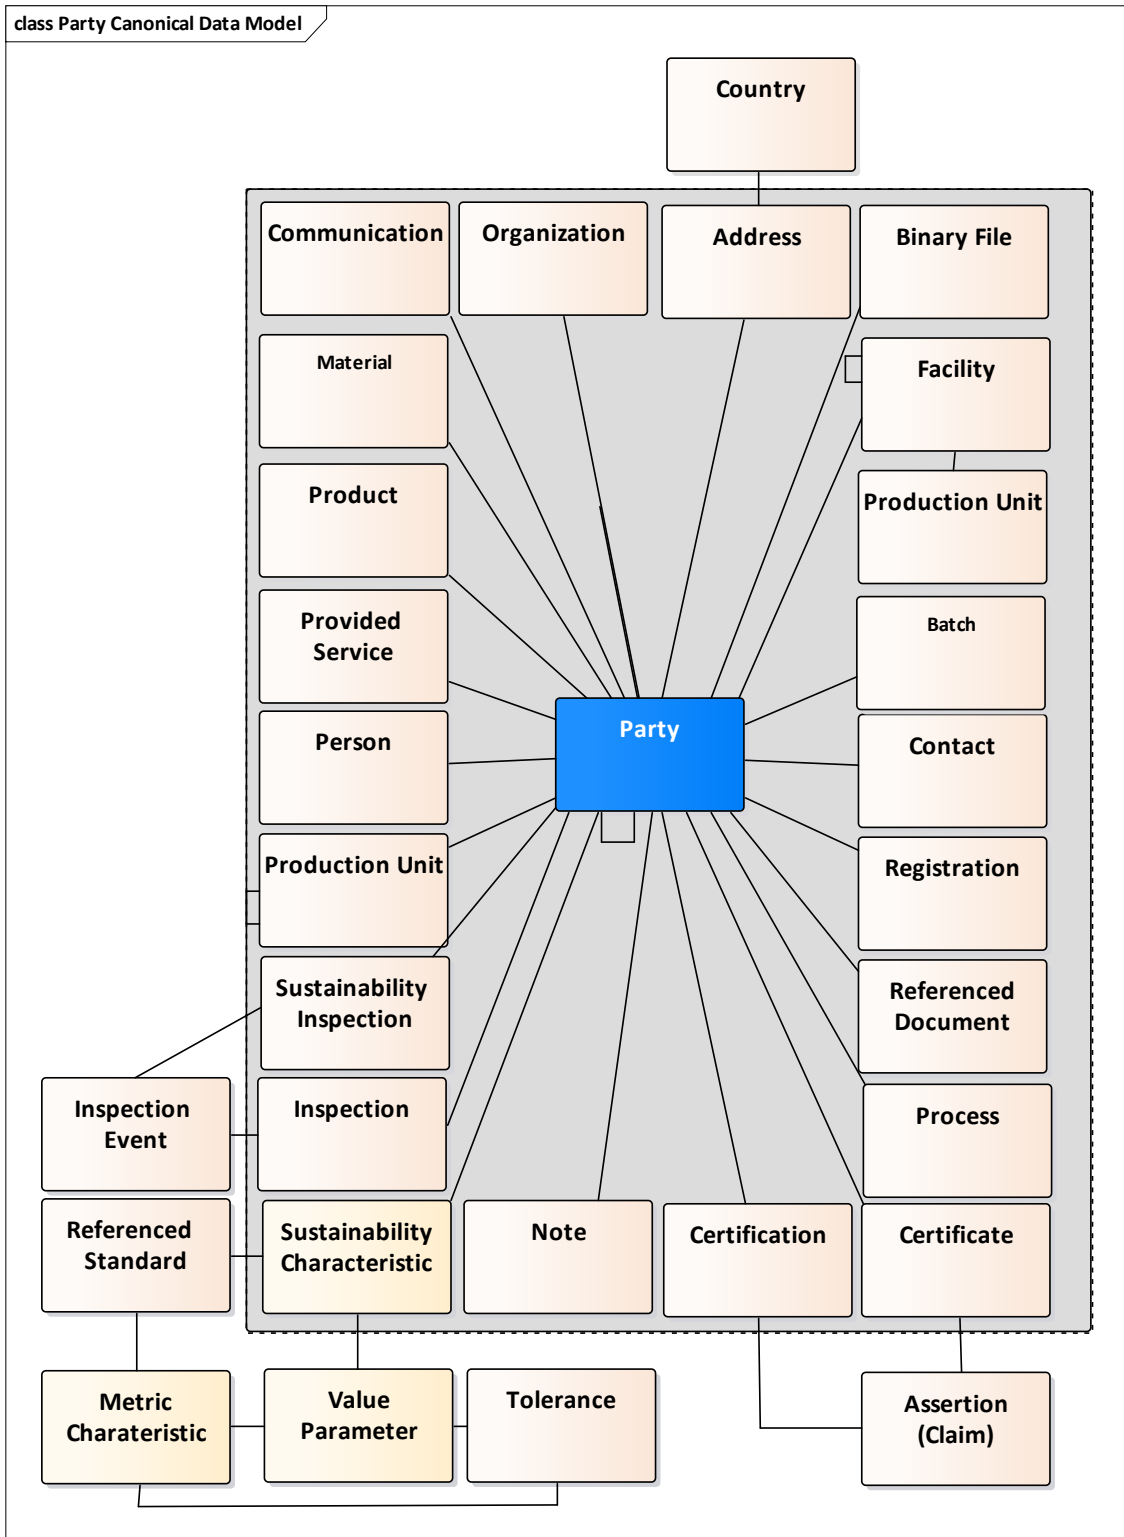 class Party Canonical Data Model
Country
Communication
Organization
Address
Binary File
Material
Facility
Product
Production Unit
Provided
Service
Batch
Person
Party
Contact
Production Unit
Registration
Sustainability
Inspection
Referenced
Document
Inspection
Event
Inspection
Process
Referenced
Standard
Sustainability
Characteristic
Note
Certification
Certificate
Metric
Charateristic
Value
Parameter
Tolerance
Assertion
(Claim)